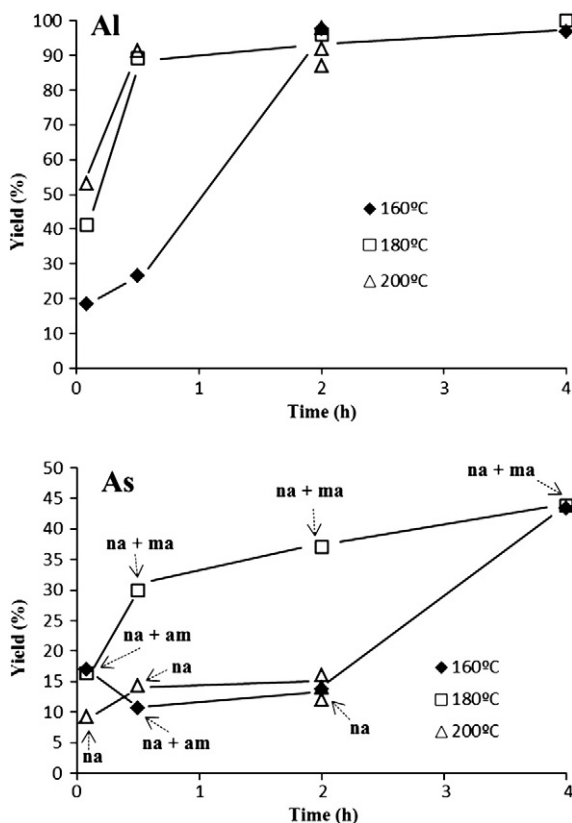 Al
100
90
80
70
60
50
40
30
20
10
0
Yield (%)
160ºC
180ºC
200ºC
0 1 2 3 4
Time (h)
As
50
45
40
35
30
25
20
15
10
5
0
Yield (%)
na + ma
na + ma
na + ma
na + am
na
na + am
na
na
160ºC
180ºC
200ºC
0 1 2 3 4
Time (h)